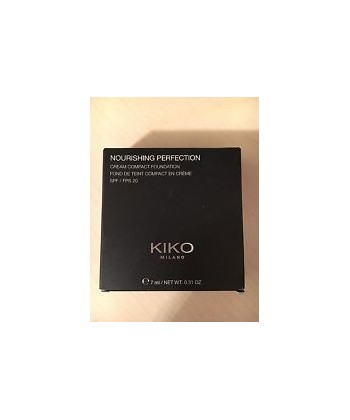 NOURISHING PERFECTION
CREAM COMPACT FOUNDATION
FOND DE TEINT COMPACT EN CRÈME
SPF / FPS 20
KIKO
MILANO
℮ 7 ml / NET WT. 0.31 OZ